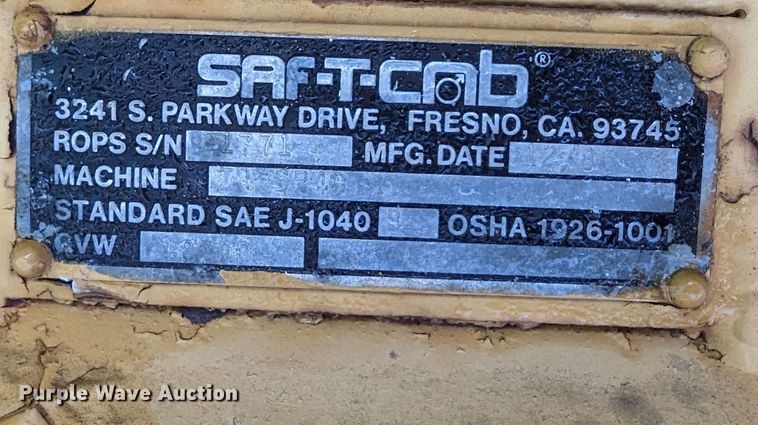 SAF-T-CAB®
3241 S. PARKWAY DRIVE, FRESNO, CA. 93745
ROPS S/N MFG. DATE
MACHINE
STANDARD SAE J-1040 OSHA 1926-1001
GVW
Purple Wave Auction